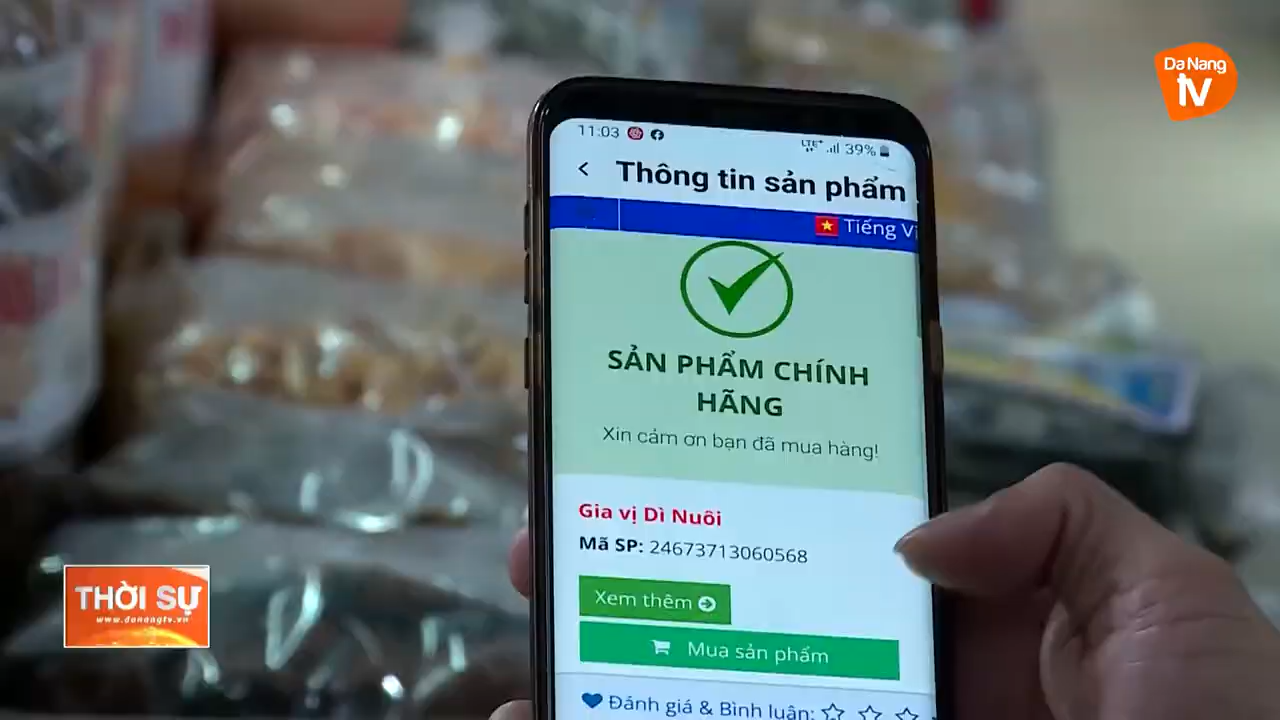 Da Nang
tv
11:03
LTE+ 39%
Thông tin sản phẩm
Tiếng Vi
SẢN PHẨM CHÍNH
HÃNG
Xin cảm ơn bạn đã mua hàng!
Gia vị Dì Nuôi
Mã SP: 24673713060568
Xem thêm
Mua sản phẩm
Đánh giá & Bình luận:
THỜI SỰ
www.danangtv.vn